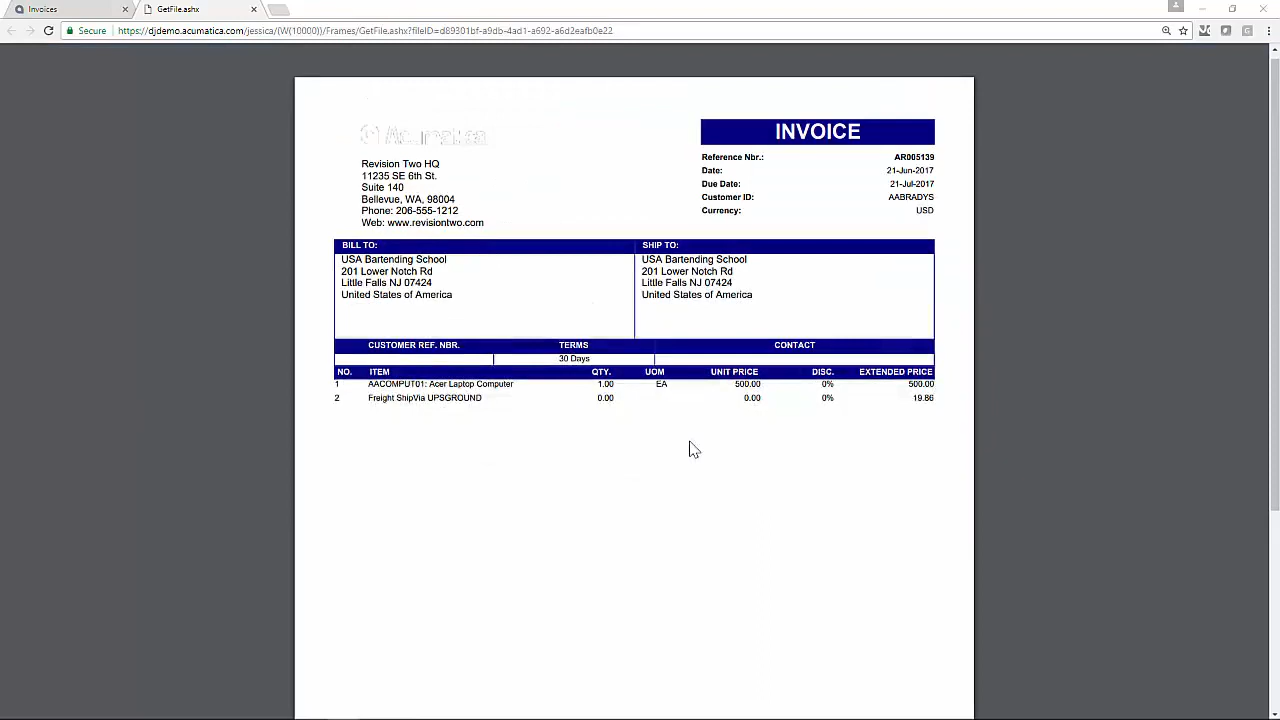 Invoices
GetFile.ashx
Secure
https://djdemo.acumatica.com/jessica/(W(10000))/Frames/GetFile.ashx?fileID=d89301bf-a9db-4ad1-a692-a6d2eafb0e22
Acumatica
INVOICE
Revision Two HQ
11235 SE 6th St.
Suite 140
Bellevue, WA, 98004
Phone: 206-555-1212
Web: www.revisiontwo.com
Reference Nbr.: AR005139
Date: 21-Jun-2017
Due Date: 21-Jul-2017
Customer ID: AABRADYS
Currency: USD
BILL TO:
USA Bartending School
201 Lower Notch Rd
Little Falls NJ 07424
United States of America
SHIP TO:
USA Bartending School
201 Lower Notch Rd
Little Falls NJ 07424
United States of America
CUSTOMER REF. NBR. TERMS CONTACT
30 Days
NO. ITEM QTY. UOM UNIT PRICE DISC. EXTENDED PRICE
1 AACOMPUT01: Acer Laptop Computer 1.00 EA 500.00 0% 500.00
2 Freight ShipVia UPSGROUND 0.00 0.00 0% 19.86